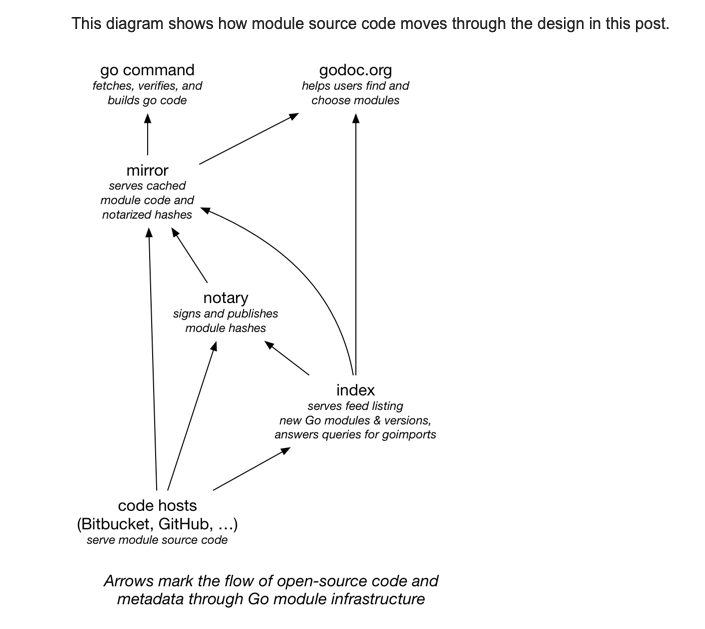 This diagram shows how module source code moves through the design in this post.
go command
fetches, verifies, and
builds go code
godoc.org
helps users find and
choose modules
mirror
serves cached
module code and
notarized hashes
notary
signs and publishes
module hashes
index
serves feed listing
new Go modules & versions,
answers queries for goimports
code hosts
(Bitbucket, GitHub, ...)
serve module source code
Arrows mark the flow of open-source code and
metadata through Go module infrastructure